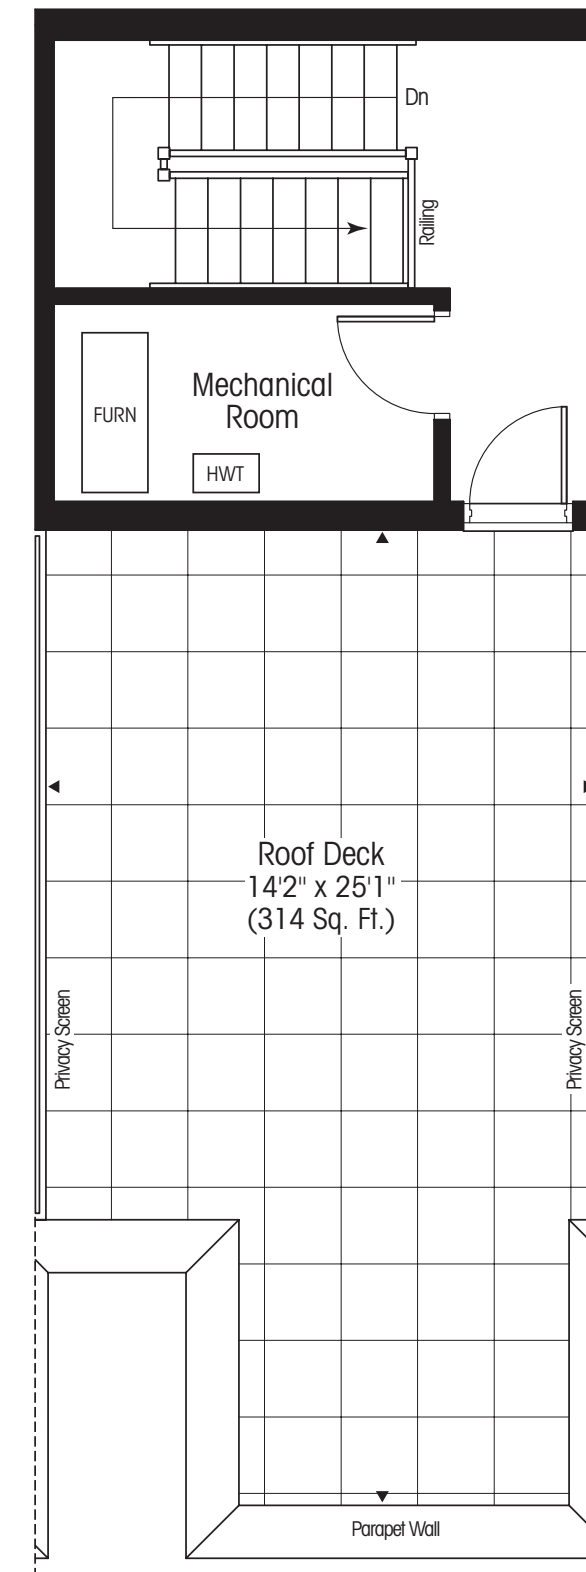 Dn
Railing
Mechanical
Room
FURN
HWT
Roof Deck
14'2" x 25'1"
(314 Sq. Ft.)
Privacy Screen
Privacy Screen
Parapet Wall